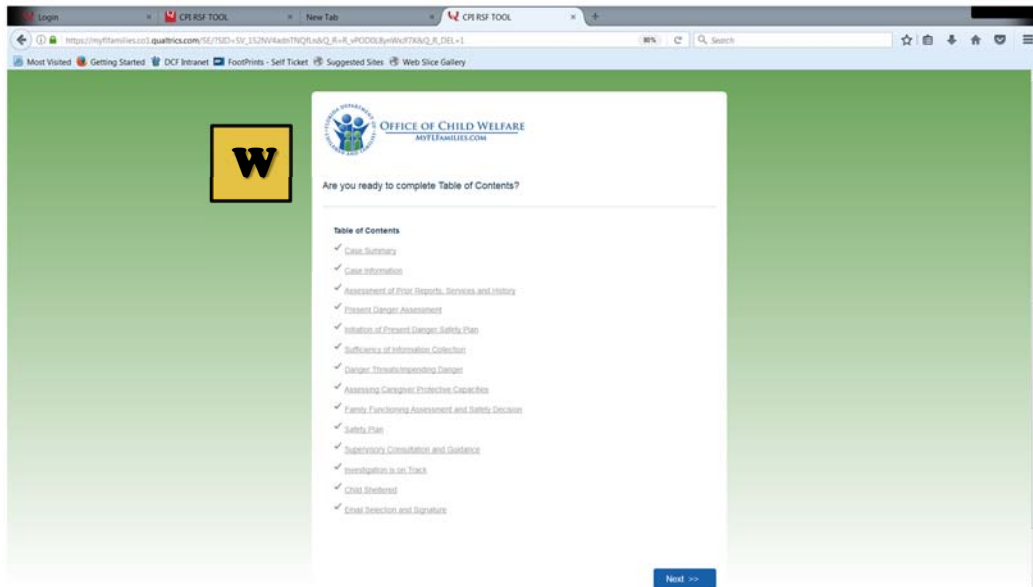 Login
CPI RSF TOOL
New Tab
CPI RSF TOOL
80%
Search
Most Visited Getting Started DCF Intranet FootPrints - Self Ticket Suggested Sites Web Slice Gallery
OFFICE OF CHILD WELFARE
MYFLFAMILIES.COM
W
Are you ready to complete Table of Contents?
Table of Contents
Case Summary
Case Information
Assessment of Prior Reports, Services and History
Present Danger Assessment
Initiation of Present Danger Safety Plan
Sufficiency of Information Collection
Danger Threats/Impending Danger
Assessing Caregiver Protective Capacities
Family Functioning Assessment and Safety Decision
Safety Plan
Supervisory Consultation and Guidance
Investigation is on Track
Child Sheltered
Email Selection and Signature
Next >>